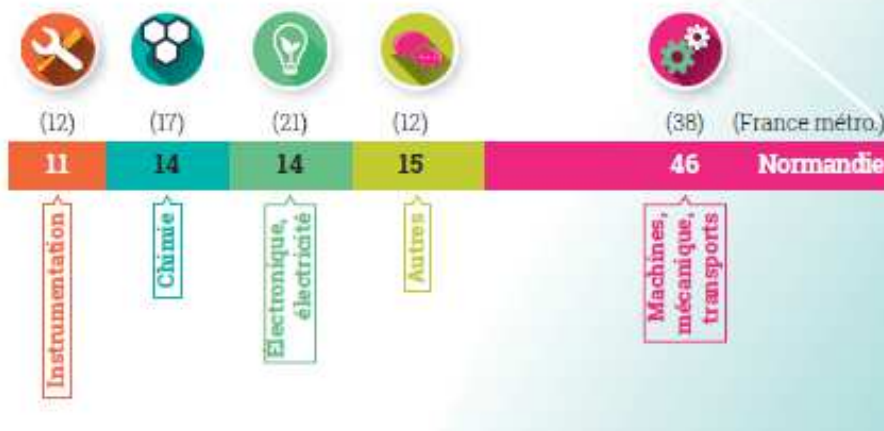 (12) (17) (21) (12) (38) (France métro.)
11 14 14 15 46 Normandie
Instrumentation
Chimie
Électronique,
électricité
Autres
Machines,
mécanique,
transports